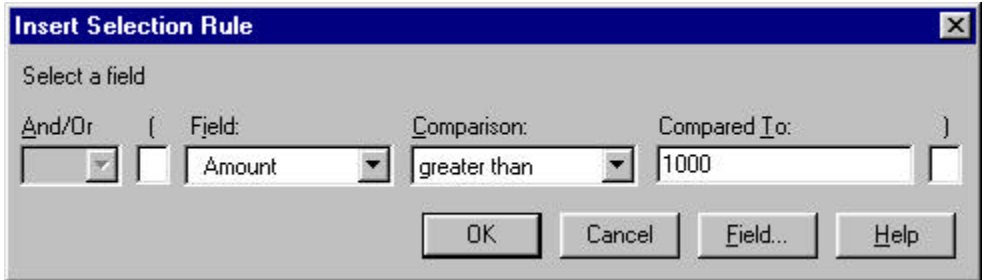 Insert Selection Rule
Select a field
And/Or ( Field: Comparison: Compared To: )
Amount greater than 1000
OK Cancel Field... Help